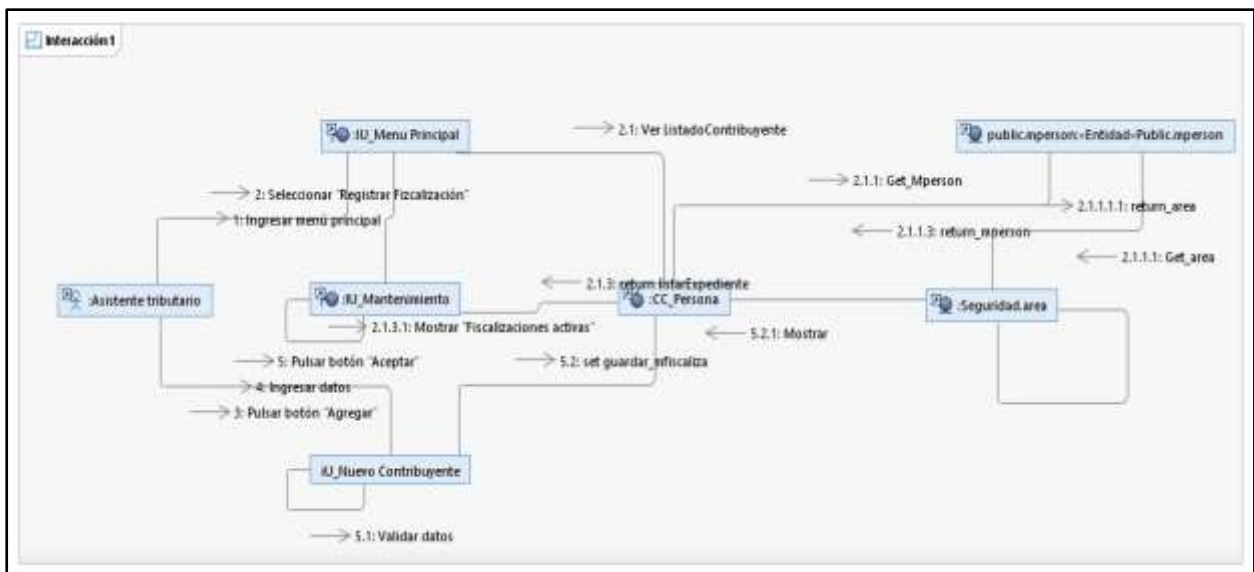 Interacción1
:IU_Menu Principal
2.1: Ver ListadoContribuyente
public.mperson:«Entidad»Public.mperson
2: Seleccionar "Registrar Fizcalización"
2.1.1: Get_Mperson
1: Ingresar menú principal
2.1.1.1.1: return_area
2.1.1.3: return_mperson
2.1.1.1: Get_area
:Asistente tributario
:IU_Mantenimiento
2.1.3: return listarExpediente
:CC_Persona
:Seguridad.area
2.1.3.1: Mostrar "Fiscalizaciones activas"
5.2.1: Mostrar
5: Pulsar botón "Aceptar"
5.2: set guardar_mfiscaliza
4: Ingresar datos
3: Pulsar botón "Agregar"
IU_Nuevo Contribuyente
5.1: Validar datos